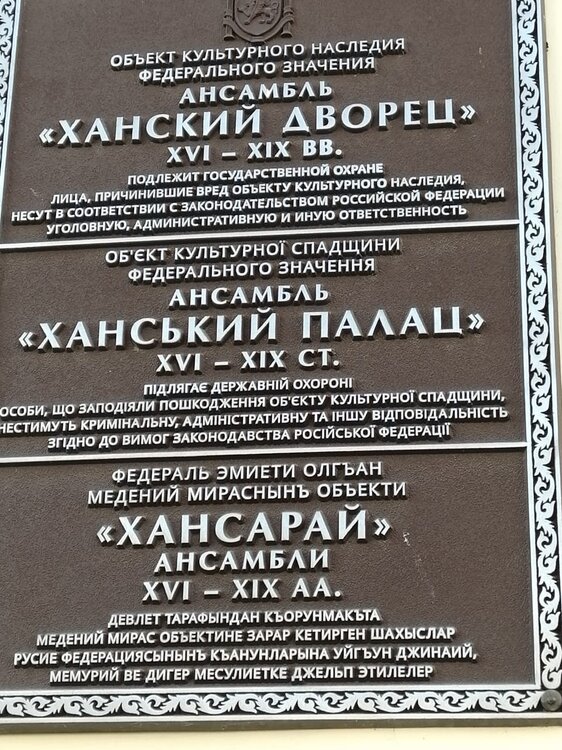 ОБЪЕКТ КУЛЬТУРНОГО НАСЛЕДИЯ
ФЕДЕРАЛЬНОГО ЗНАЧЕНИЯ
АНСАМБЛЬ
«ХАНСКИЙ ДВОРЕЦ»
XVI – XIX ВВ.
ПОДЛЕЖИТ ГОСУДАРСТВЕННОЙ ОХРАНЕ
ЛИЦА, ПРИЧИНИВШИЕ ВРЕД ОБЪЕКТУ КУЛЬТУРНОГО НАСЛЕДИЯ,
НЕСУТ В СООТВЕТСТВИИ С ЗАКОНОДАТЕЛЬСТВОМ РОССИЙСКОЙ ФЕДЕРАЦИИ
УГОЛОВНУЮ, АДМИНИСТРАТИВНУЮ И ИНУЮ ОТВЕТСТВЕННОСТЬ
ОБ'ЄКТ КУЛЬТУРНОЇ СПАДЩИНИ
ФЕДЕРАЛЬНОГО ЗНАЧЕННЯ
АНСАМБЛЬ
«ХАНСЬКИЙ ПАЛАЦ»
XVI – XIX СТ.
ПІДЛЯГАЄ ДЕРЖАВНІЙ ОХОРОНІ
ОСОБИ, ЩО ЗАПОДІЯЛИ ПОШКОДЖЕННЯ ОБ'ЄКТУ КУЛЬТУРНОЇ СПАДЩИНИ,
НЕСТИМУТЬ КРИМІНАЛЬНУ, АДМІНІСТРАТИВНУ ТА ІНШУ ВІДПОВІДАЛЬНІСТЬ
ЗГІДНО ДО ВИМОГ ЗАКОНОДАВСТВА РОСІЙСЬКОЇ ФЕДЕРАЦІЇ
ФЕДЕРАЛЬ ЭМИЕТИ ОЛГЪАН
МЕДЕНИЙ МИРАСНЫНЪ ОБЪЕКТИ
«ХАНСАРАЙ»
АНСАМБЛИ
XVI – XIX АА.
ДЕВЛЕТ ТАРАФЫНДАН КЪОРУНМАКЪТА
МЕДЕНИЙ МИРАС ОБЪЕКТИНЕ ЗАРАР КЕТИРГЕН ШАХЫСЛАР
РУСИЕ ФЕДЕРАЦИЯСЫНЫНЪ КЪАНУНЛАРЫНА УЙГЪУН ДЖИНАИЙ,
МЕМУРИЙ ВЕ ДИГЕР МЕСУЛИЕТКЕ ДЖЕЛЬП ЭТИЛЕЛЕР